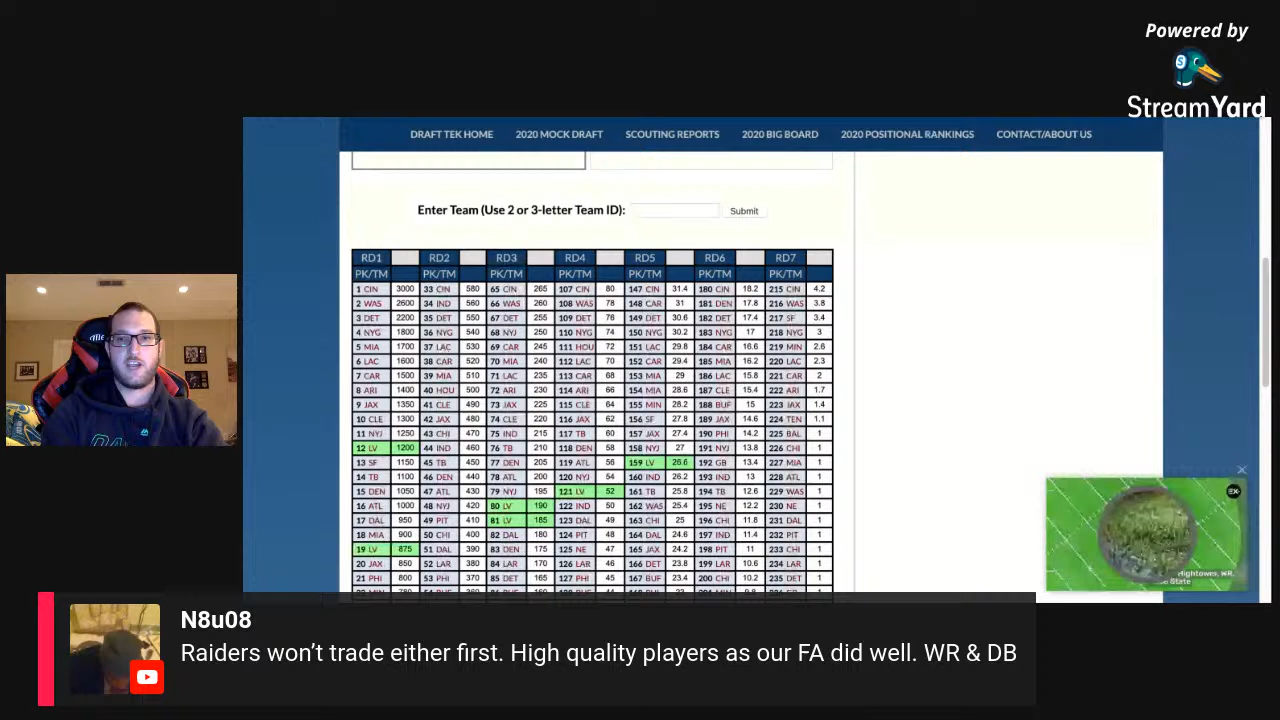 Powered by
StreamYard
DRAFT TEK HOME 2020 MOCK DRAFT SCOUTING REPORTS 2020 BIG BOARD 2020 POSITIONAL RANKINGS CONTACT/ABOUT US
Enter Team (Use 2 or 3-letter Team ID): Submit
RD1 RD2 RD3 RD4 RD5 RD6 RD7
PK/TM PK/TM PK/TM PK/TM PK/TM PK/TM PK/TM
1 CIN 3000 33 CIN 580 65 CIN 265 107 CIN 80 147 CIN 31.4 180 CIN 18.2 215 CIN 4.2
2 WAS 2600 34 IND 560 66 WAS 260 108 WAS 78 148 CAR 31 181 DEN 17.8 216 WAS 3.8
3 DET 2200 35 DET 550 67 DET 255 109 DET 76 149 DET 30.6 182 DET 17.4 217 SF 3.4
4 NYG 1800 36 NYG 540 68 NYJ 250 110 NYG 74 150 NYG 30.2 183 NYG 17 218 NYG 3
5 MIA 1700 37 LAC 530 69 CAR 245 111 HOU 72 151 LAC 29.8 184 CAR 16.6 219 MIN 2.6
6 LAC 1600 38 CAR 520 70 MIA 240 112 LAC 70 152 CAR 29.4 185 MIA 16.2 220 LAC 2.3
7 CAR 1500 39 MIA 510 71 LAC 235 113 CAR 68 153 MIA 29 186 LAC 15.8 221 CAR 2
8 ARI 1400 40 HOU 500 72 ARI 230 114 ARI 66 154 MIA 28.6 187 CLE 15.4 222 ARI 1.7
9 JAX 1350 41 CLE 490 73 JAX 225 115 CLE 64 155 MIN 28.2 188 BUF 15 223 JAX 1.4
10 CLE 1300 42 JAX 480 74 CLE 220 116 JAX 62 156 SF 27.8 189 JAX 14.6 224 TEN 1.1
11 NYJ 1250 43 CHI 470 75 IND 215 117 TB 60 157 JAX 27.4 190 PHI 14.2 225 BAL 1
12 LV 1200 44 IND 460 76 TB 210 118 DEN 58 158 NYJ 27 191 ARI 13.8 226 CHI 1
13 SF 1150 45 TB 450 77 DEN 205 119 ATL 56 159 LV 26.6 192 GB 13.4 227 MIA 1
14 TB 1100 46 DEN 440 78 ATL 200 120 NYJ 54 160 IND 26.2 193 IND 13 228 ATL 1
15 DEN 1050 47 ATL 430 79 NYJ 195 121 LV 52 161 TB 25.8 194 TB 12.6 229 WAS 1
16 ATL 1000 48 NYJ 420 80 LV 190 122 IND 50 162 WAS 25.4 195 NE 12.2 230 NE 1
17 DAL 950 49 PIT 410 81 LV 185 123 DAL 49 163 CHI 25 196 CHI 11.8 231 DAL 1
18 MIA 900 50 CHI 400 82 DAL 180 124 PIT 48 164 DAL 24.6 197 IND 11.4 232 PIT 1
19 LV 875 51 DAL 390 83 DEN 175 125 NE 47 165 JAX 24.2 198 PIT 11 233 CHI 1
20 JAX 850 52 LAR 380 84 LAR 170 126 LAR 46 166 DET 23.8 199 LAR 10.6 234 LAR 1
21 PHI 800 53 PHI 370 85 DET 165 127 PHI 45 167 BUF 23.4 200 CHI 10.2 235 DET 1
Hightower, WR,
State
N8u08
Raiders won't trade either first. High quality players as our FA did well. WR & DB